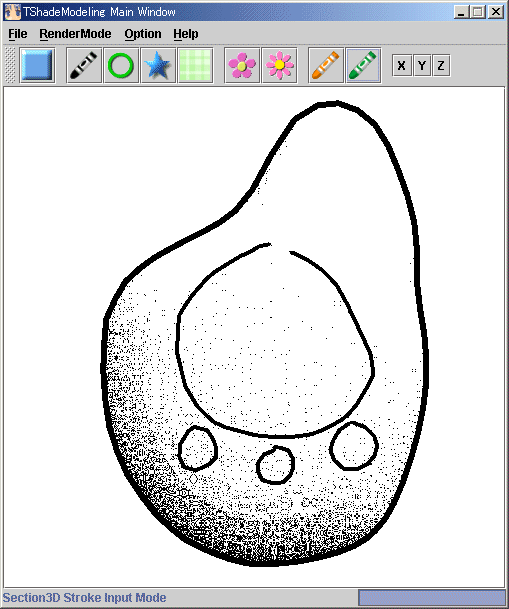 TShadeModeling Main Window
File RenderMode Option Help
X Y Z
Section3D Stroke Input Mode